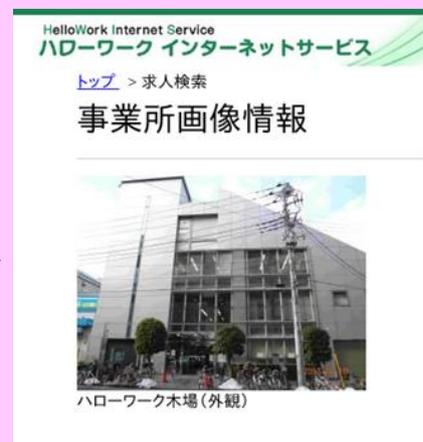 HelloWork Internet Service
ハローワーク インターネットサービス
トップ > 求人検索
事業所画像情報
ハローワーク木場(外観)